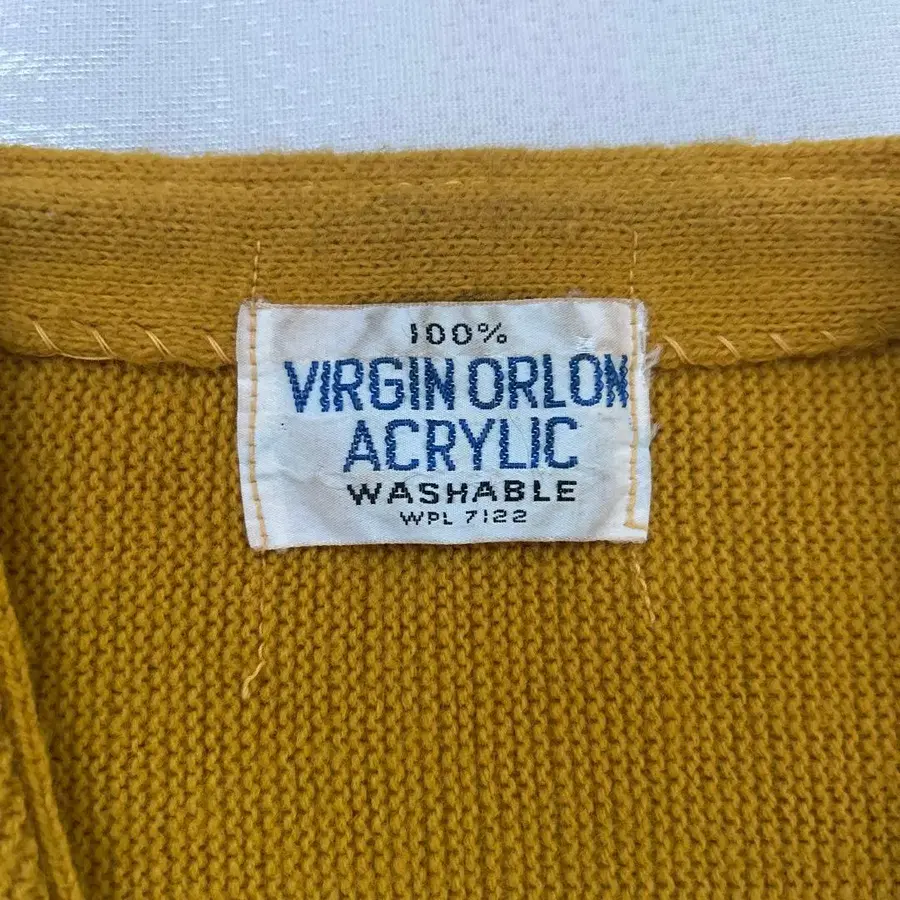 100%
VIRGIN ORLON
ACRYLIC
WASHABLE
WPL 7122